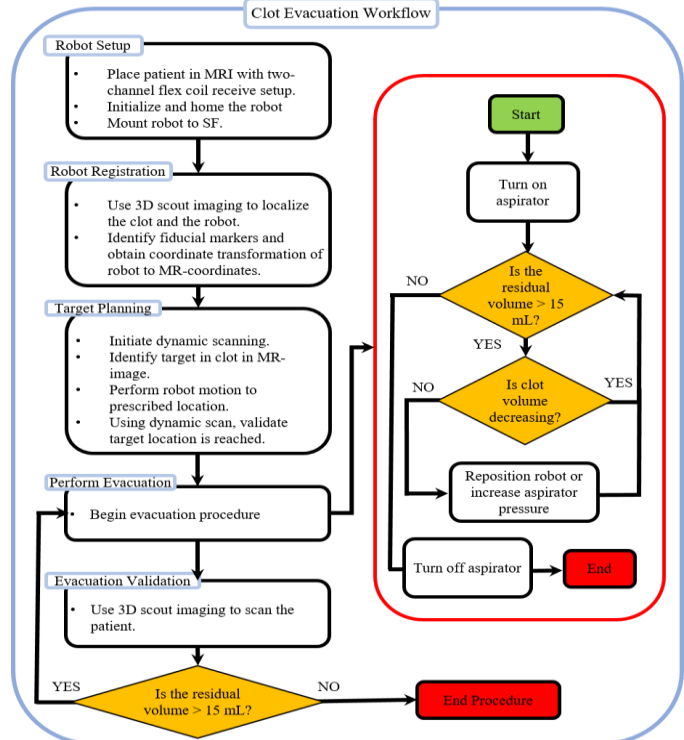 Clot Evacuation Workflow
Robot Setup
• Place patient in MRI with two-
channel flex coil receive setup.
• Initialize and home the robot
• Mount robot to SF.
Robot Registration
• Use 3D scout imaging to localize
the clot and the robot.
• Identify fiducial markers and
obtain coordinate transformation of
robot to MR-coordinates.
Target Planning
• Initiate dynamic scanning.
• Identify target in clot in MR-
image.
• Perform robot motion to
prescribed location.
• Using dynamic scan, validate
target location is reached.
Perform Evacuation
• Begin evacuation procedure
Evacuation Validation
• Use 3D scout imaging to scan the
patient.
YES
Is the residual
volume > 15 mL?
NO
End Procedure
Start
Turn on
aspirator
NO
Is the
residual
volume > 15
mL?
YES
NO
Is clot
volume
decreasing?
YES
Reposition robot or
increase aspirator
pressure
Turn off aspirator
End